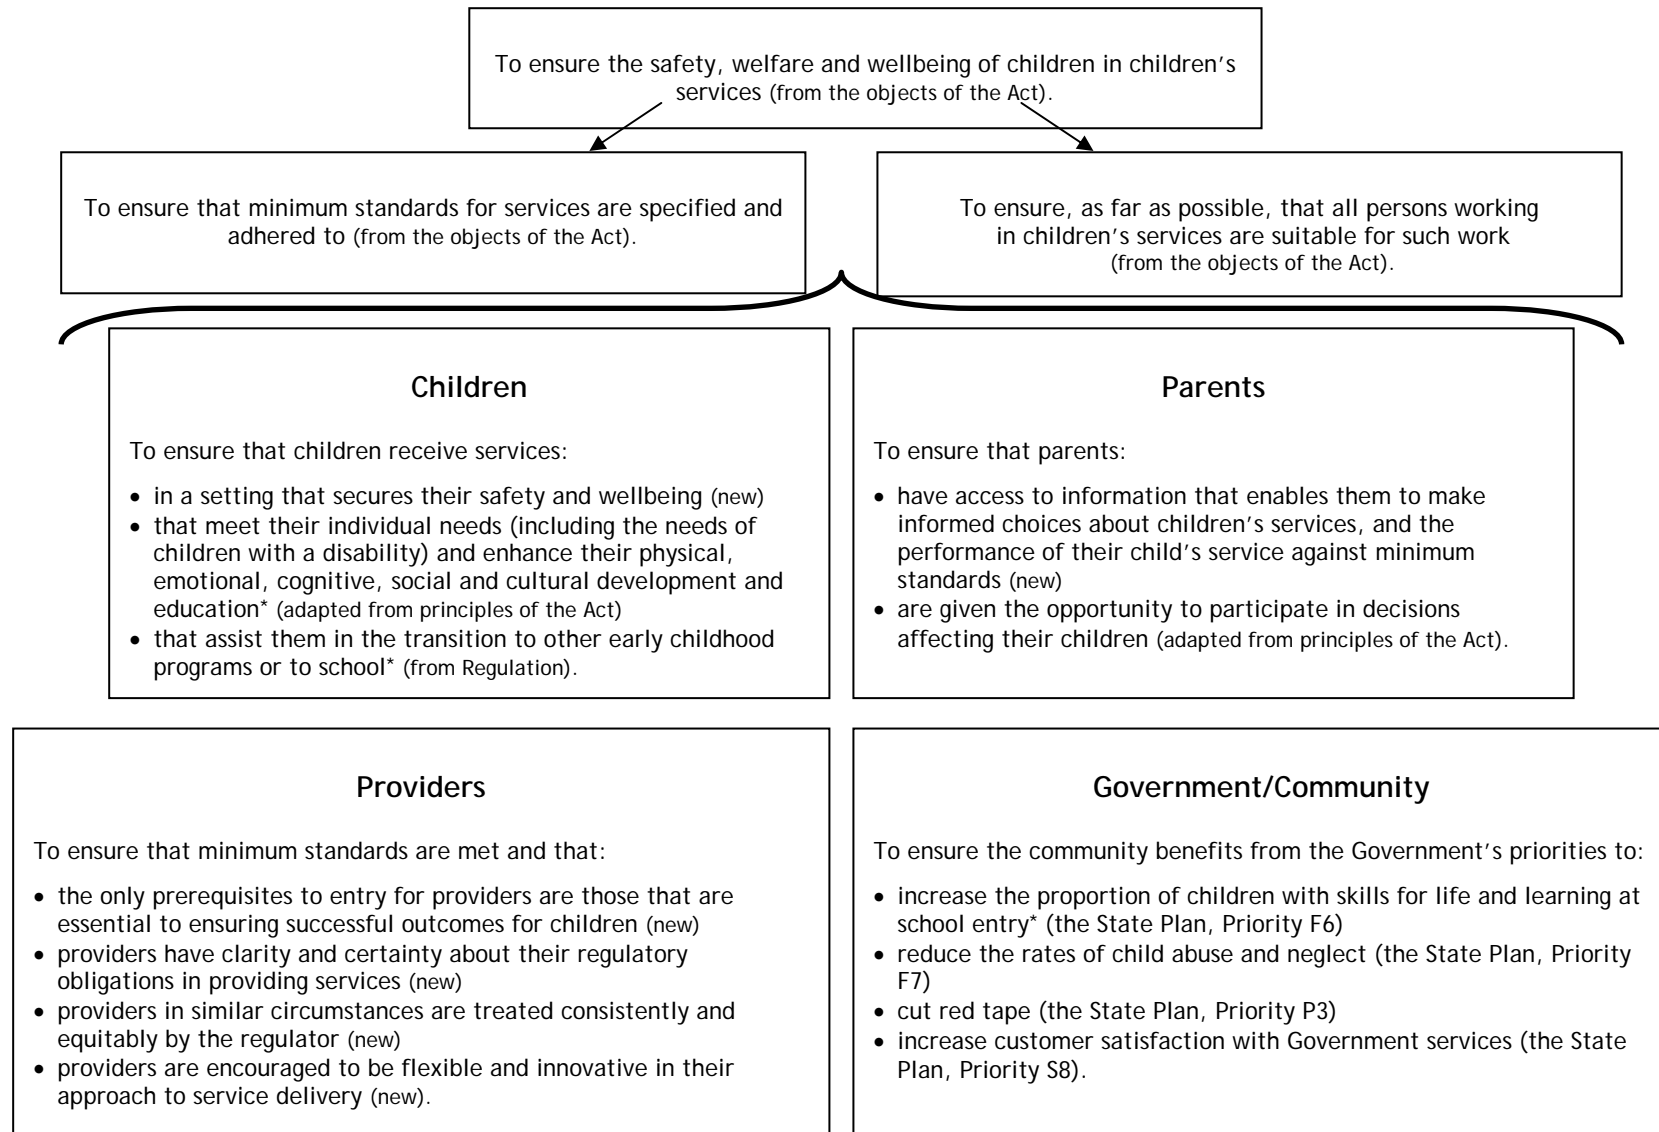 To ensure the safety, welfare and wellbeing of children in children’s
services (from the objects of the Act).
To ensure that minimum standards for services are specified and
adhered to (from the objects of the Act).
To ensure, as far as possible, that all persons working
in children’s services are suitable for such work
(from the objects of the Act).
Children
To ensure that children receive services:
• in a setting that secures their safety and wellbeing (new)
• that meet their individual needs (including the needs of
children with a disability) and enhance their physical,
emotional, cognitive, social and cultural development and
education* (adapted from principles of the Act)
• that assist them in the transition to other early childhood
programs or to school* (from Regulation).
Parents
To ensure that parents:
• have access to information that enables them to make
informed choices about children’s services, and the
performance of their child’s service against minimum
standards (new)
• are given the opportunity to participate in decisions
affecting their children (adapted from principles of the Act).
Providers
To ensure that minimum standards are met and that:
• the only prerequisites to entry for providers are those that are
essential to ensuring successful outcomes for children (new)
• providers have clarity and certainty about their regulatory
obligations in providing services (new)
• providers in similar circumstances are treated consistently and
equitably by the regulator (new)
• providers are encouraged to be flexible and innovative in their
approach to service delivery (new).
Government/Community
To ensure the community benefits from the Government’s priorities to:
• increase the proportion of children with skills for life and learning at
school entry* (the State Plan, Priority F6)
• reduce the rates of child abuse and neglect (the State Plan, Priority
F7)
• cut red tape (the State Plan, Priority P3)
• increase customer satisfaction with Government services (the State
Plan, Priority S8).